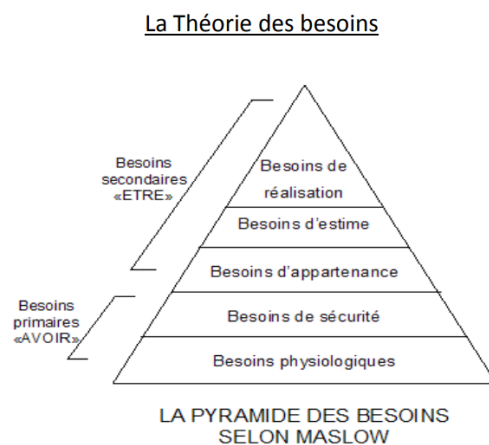 La Théorie des besoins
Besoins
secondaires
«ETRE»
Besoins de
réalisation
Besoins d'estime
Besoins d'appartenance
Besoins
primaires
«AVOIR»
Besoins de sécurité
Besoins physiologiques
LA PYRAMIDE DES BESOINS
SELON MASLOW